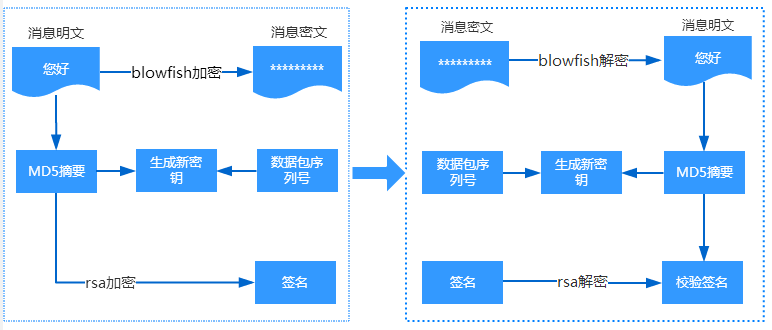 消息明文
您好
blowfish加密
消息密文
*********
MD5摘要
生成新密
钥
数据包序
列号
rsa加密
签名
消息密文
*********
blowfish解密
消息明文
您好
数据包序
列号
生成新密
钥
MD5摘要
签名
rsa解密
校验签名